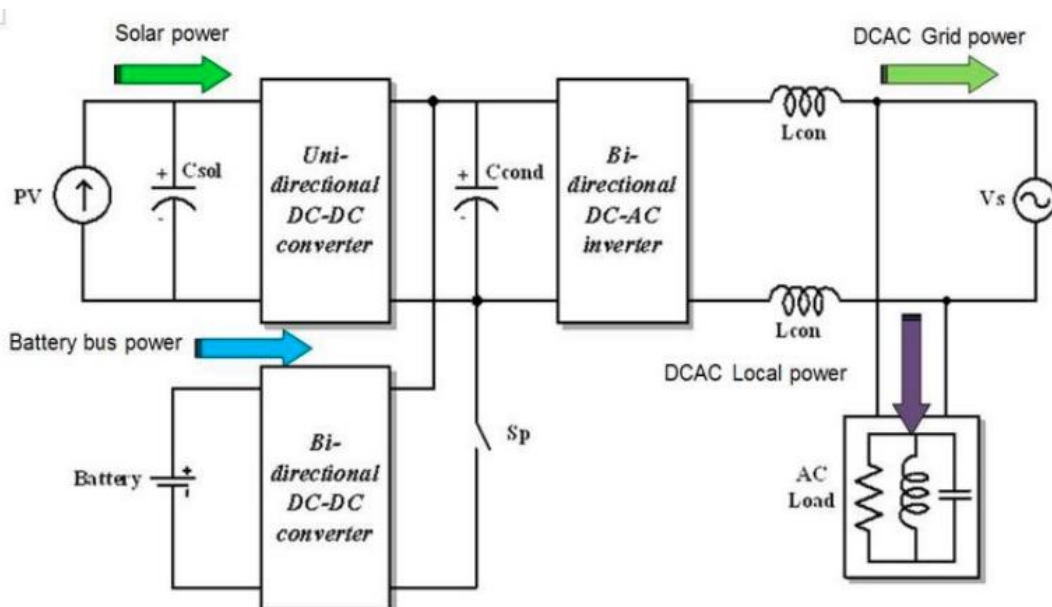 Solar power
DCAC Grid power
PV
+
Csol
-
Uni-
directional
DC-DC
converter
+
Ccond
-
Bi-
directional
DC-AC
inverter
Lcon
Lcon
Vs
Battery bus power
DCAC Local power
Battery
+
Bi-
directional
DC-DC
converter
Sp
AC
Load